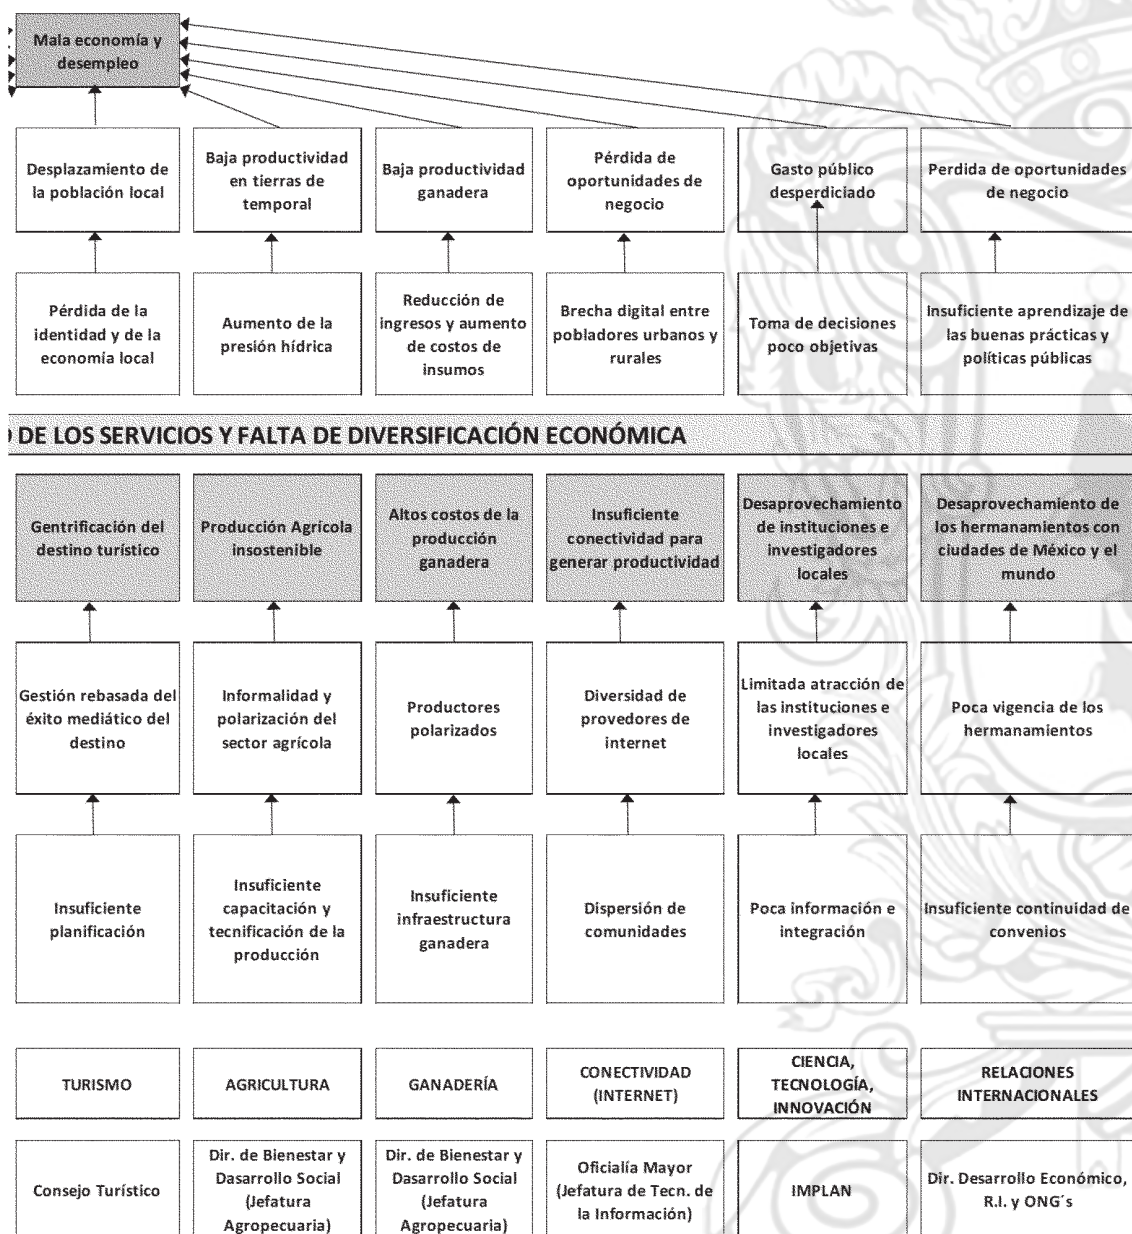 Mala economía y
desempleo
Desplazamiento de
la población local
Baja productividad
en tierras de
temporal
Baja productividad
ganadera
Pérdida de
oportunidades de
negocio
Gasto público
desperdiciado
Perdida de oportunidades
de negocio
Pérdida de la
identidad y de la
economía local
Aumento de la
presión hídrica
Reducción de
ingresos y aumento
de costos de
insumos
Brecha digital entre
pobladores urbanos y
rurales
Toma de decisiones
poco objetivas
Insuficiente aprendizaje de
las buenas prácticas y
políticas públicas
DE LOS SERVICIOS Y FALTA DE DIVERSIFICACIÓN ECONÓMICA
Gentrificación del
destino turístico
Producción Agrícola
insostenible
Altos costos de la
producción
ganadera
Insuficiente
conectividad para
generar productividad
Desaprovechamiento
de instituciones e
investigadores
locales
Desaprovechamiento de
los hermanamientos con
ciudades de México y el
mundo
Gestión rebasada del
éxito mediático del
destino
Informalidad y
polarización del
sector agrícola
Productores
polarizados
Diversidad de
provedores de
internet
Limitada atracción de
las instituciones e
investigadores
locales
Poca vigencia de los
hermanamientos
Insuficiente
planificación
Insuficiente
capacitación y
tecnificación de la
producción
Insuficiente
infraestructura
ganadera
Dispersión de
comunidades
Poca información e
integración
Insuficiente continuidad de
convenios
TURISMO
AGRICULTURA
GANADERÍA
CONECTIVIDAD
(INTERNET)
CIENCIA,
TECNOLOGÍA,
INNOVACIÓN
RELACIONES
INTERNACIONALES
Consejo Turístico
Dir. de Bienestar y
Dasarrollo Social
(Jefatura
Agropecuaria)
Dir. de Bienestar y
Dasarrollo Social
(Jefatura
Agropecuaria)
Oficialía Mayor
(Jefatura de Tecn. de
la Información)
IMPLAN
Dir. Desarrollo Económico,
R.I. y ONG´s